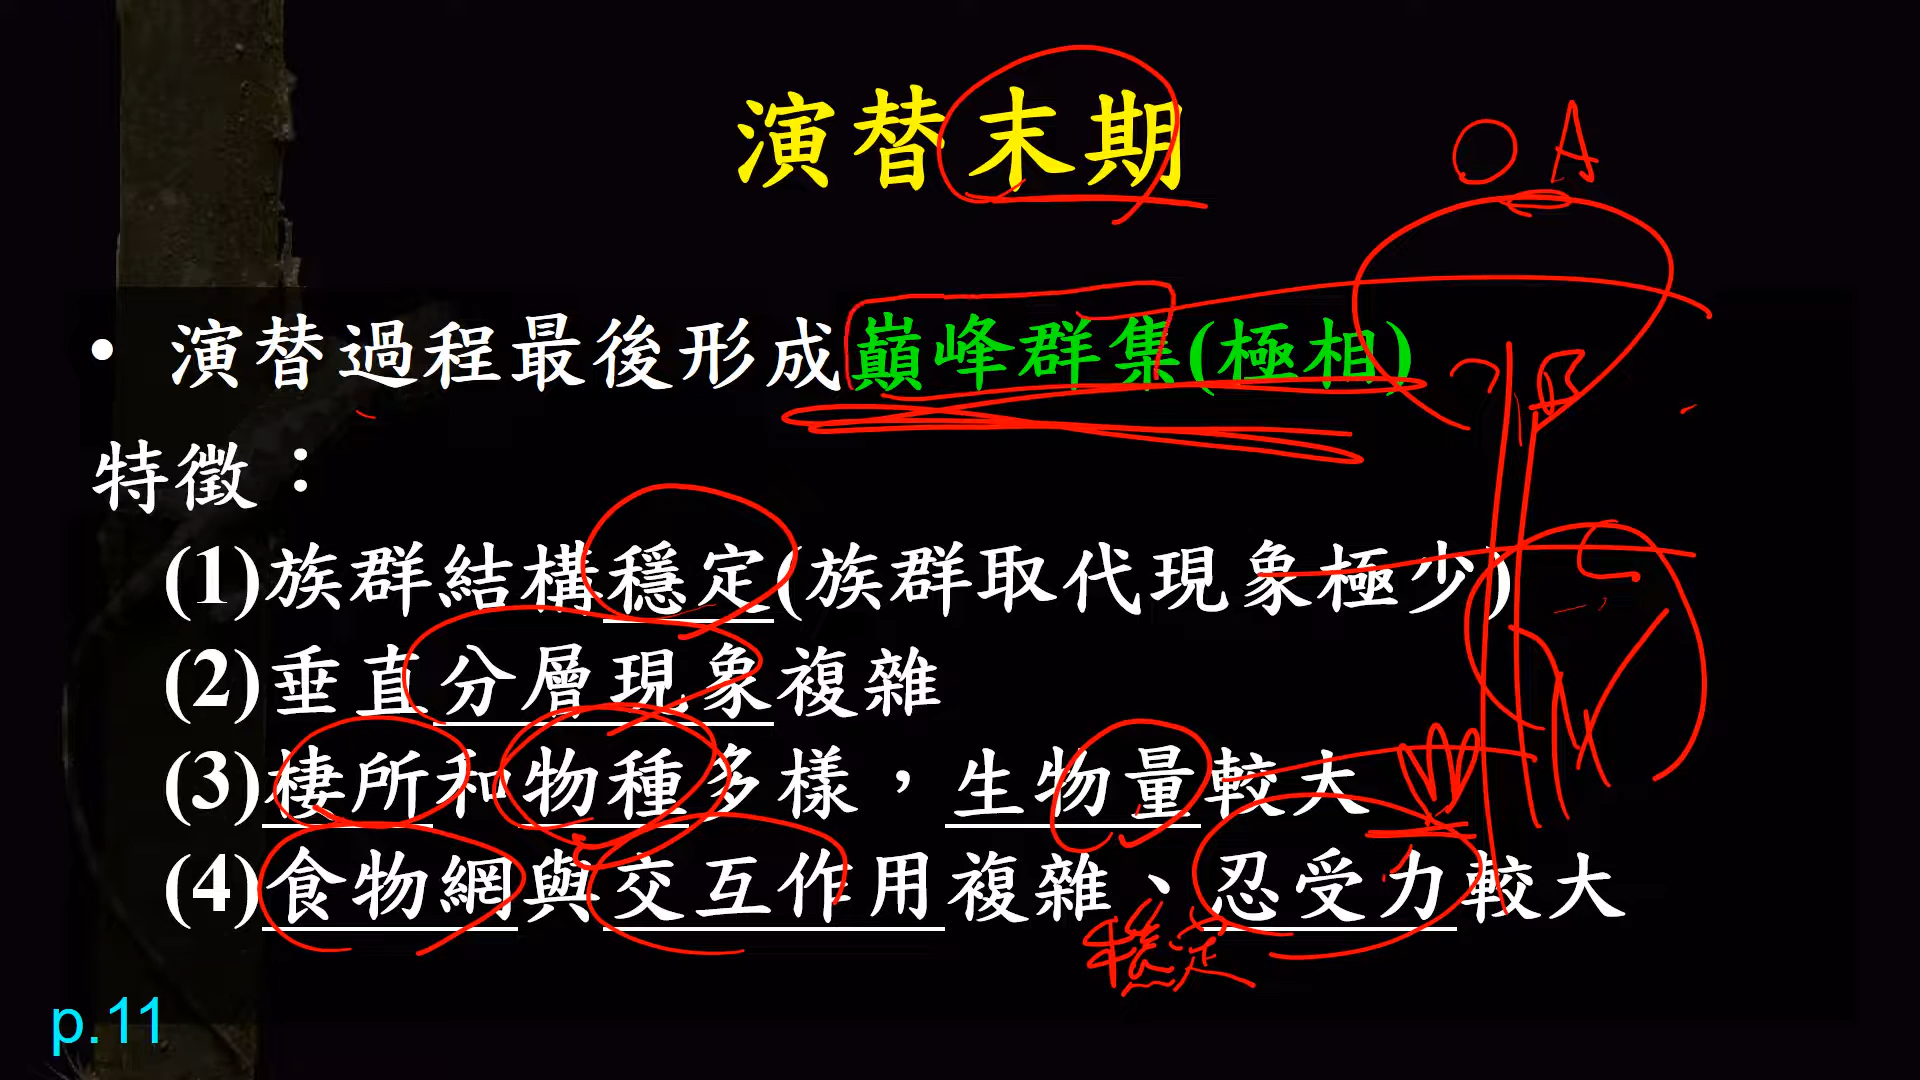 演替末期
O A
• 演替過程最後形成巔峰群集(極相)
B
特徵：
(1)族群結構穩定(族群取代現象極少)
C
(2)垂直分層現象複雜
(3)棲所和物種多樣，生物量較大
(4)食物網與交互作用複雜、忍受力較大
穩定
p.11